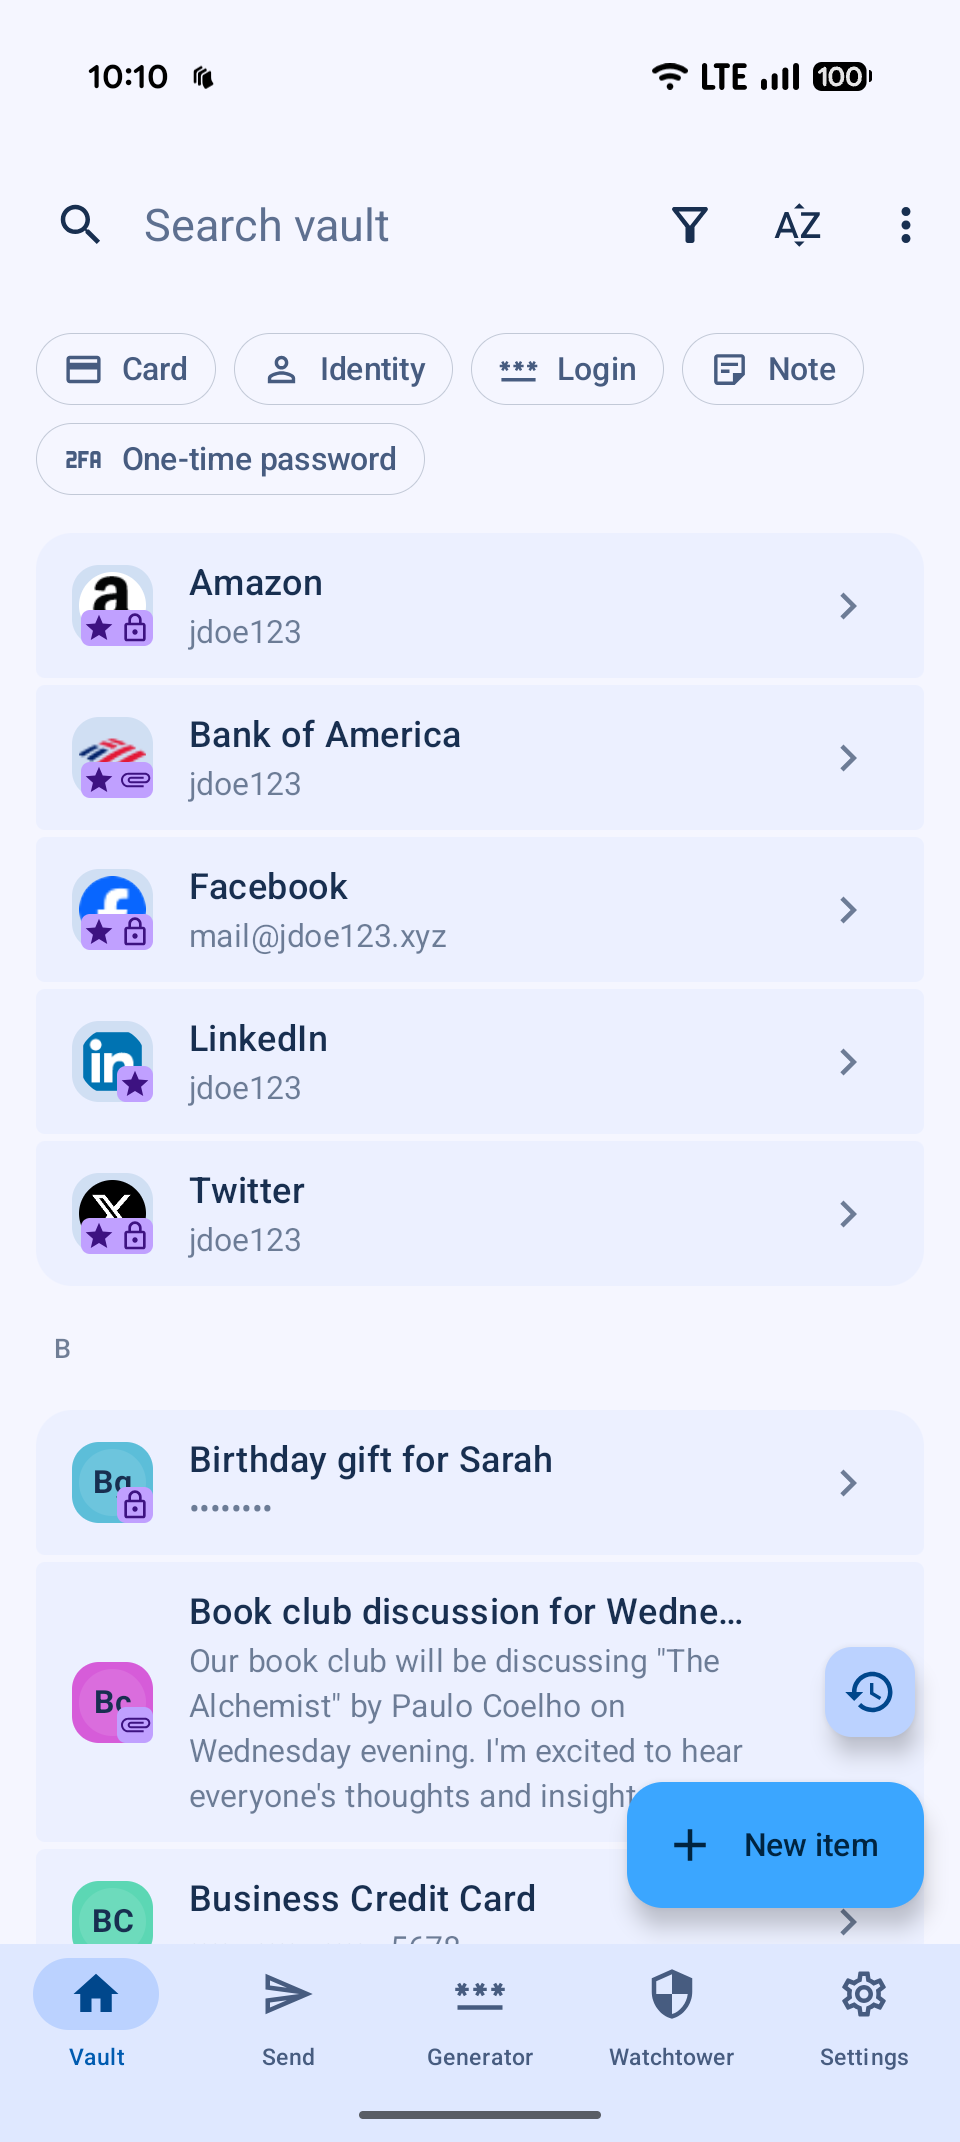 10:10
LTE
100
Search vault
AZ
Card
Identity
*** Login
Note
2FA One-time password
a
Amazon
jdoe123
Bank of America
jdoe123
f
Facebook
mail@jdoe123.xyz
in
LinkedIn
jdoe123
X
Twitter
jdoe123
B
Bg
Birthday gift for Sarah
••••••••
Book club discussion for Wedne…
Bc
Our book club will be discussing "The
Alchemist" by Paulo Coelho on
Wednesday evening. I'm excited to hear
everyone's thoughts and insight
New item
BC
Business Credit Card
5678
Vault
Send
Generator
Watchtower
Settings